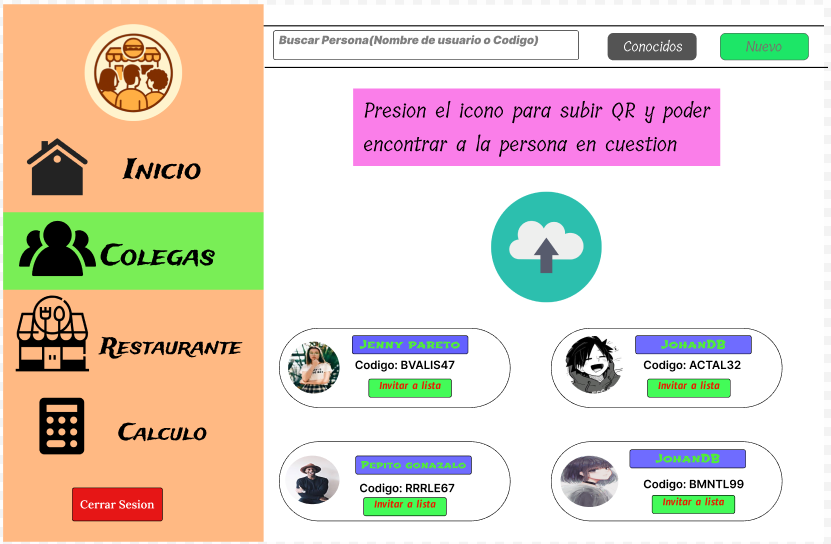 Buscar Persona(Nombre de usuario o Codigo)
Conocidos
Nuevo
Inicio
Colegas
Restaurante
Calculo
Cerrar Sesion
Presion el icono para subir QR y poder
encontrar a la persona en cuestion
Jenny pareto
Codigo: BVALIS47
Invitar a lista
JohanDB
Codigo: ACTAL32
Invitar a lista
Pepito gonazalo
Codigo: RRRLE67
Invitar a lista
JohanDB
Codigo: BMNTL99
Invitar a lista